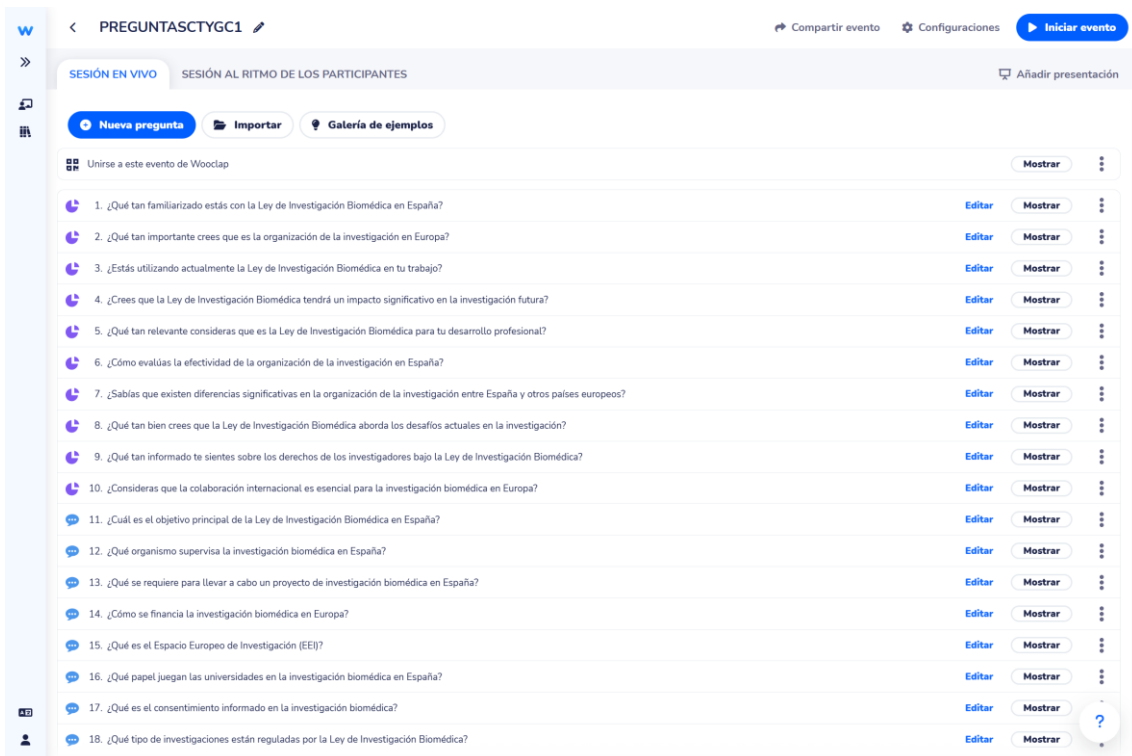 w
PREGUNTASCTYGC1
Compartir evento
Configuraciones
Iniciar evento
SESIÓN EN VIVO
SESIÓN AL RITMO DE LOS PARTICIPANTES
Añadir presentación
Nueva pregunta
Importar
Galería de ejemplos
Unirse a este evento de Wooclap Mostrar
1. ¿Qué tan familiarizado estás con la Ley de Investigación Biomédica en España? Editar Mostrar
2. ¿Qué tan importante crees que es la organización de la investigación en Europa? Editar Mostrar
3. ¿Estás utilizando actualmente la Ley de Investigación Biomédica en tu trabajo? Editar Mostrar
4. ¿Crees que la Ley de Investigación Biomédica tendrá un impacto significativo en la investigación futura? Editar Mostrar
5. ¿Qué tan relevante consideras que es la Ley de Investigación Biomédica para tu desarrollo profesional? Editar Mostrar
6. ¿Cómo evalúas la efectividad de la organización de la investigación en España? Editar Mostrar
7. ¿Sabías que existen diferencias significativas en la organización de la investigación entre España y otros países europeos? Editar Mostrar
8. ¿Qué tan bien crees que la Ley de Investigación Biomédica aborda los desafíos actuales en la investigación? Editar Mostrar
9. ¿Qué tan informado te sientes sobre los derechos de los investigadores bajo la Ley de Investigación Biomédica? Editar Mostrar
10. ¿Consideras que la colaboración internacional es esencial para la investigación biomédica en Europa? Editar Mostrar
11. ¿Cuál es el objetivo principal de la Ley de Investigación Biomédica en España? Editar Mostrar
12. ¿Qué organismo supervisa la investigación biomédica en España? Editar Mostrar
13. ¿Qué se requiere para llevar a cabo un proyecto de investigación biomédica en España? Editar Mostrar
14. ¿Cómo se financia la investigación biomédica en Europa? Editar Mostrar
15. ¿Qué es el Espacio Europeo de Investigación (EEI)? Editar Mostrar
16. ¿Qué papel juegan las universidades en la investigación biomédica en España? Editar Mostrar
17. ¿Qué es el consentimiento informado en la investigación biomédica? Editar Mostrar
?
18. ¿Qué tipo de investigaciones están reguladas por la Ley de Investigación Biomédica? Editar Mostrar